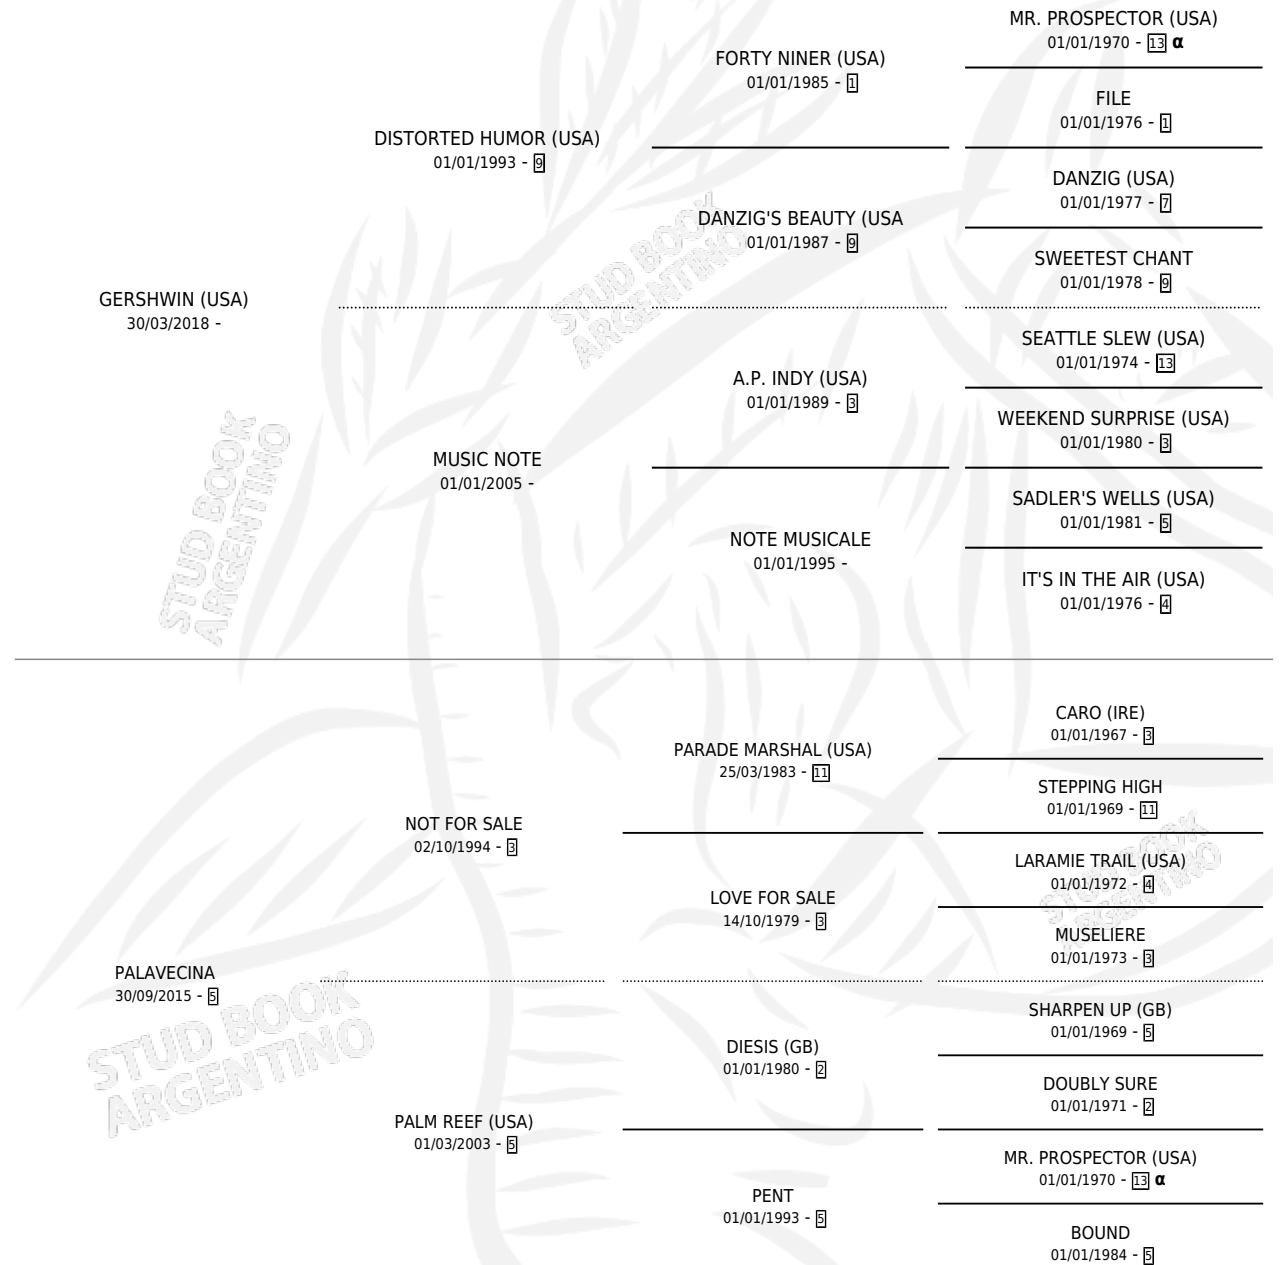 MR. PROSPECTOR (USA)
01/01/1970 - 13 α
FORTY NINER (USA)
01/01/1985 - 1
FILE
01/01/1976 - 1
DISTORTED HUMOR (USA)
01/01/1993 - 9
DANZIG (USA)
01/01/1977 - 7
DANZIG'S BEAUTY (USA
01/01/1987 - 9
SWEETEST CHANT
01/01/1978 - 9
GERSHWIN (USA)
30/03/2018 -
SEATTLE SLEW (USA)
01/01/1974 - 13
A.P. INDY (USA)
01/01/1989 - 3
WEEKEND SURPRISE (USA)
01/01/1980 - 3
MUSIC NOTE
01/01/2005 -
SADLER'S WELLS (USA)
01/01/1981 - 5
NOTE MUSICALE
01/01/1995 -
IT'S IN THE AIR (USA)
01/01/1976 - 4
CARO (IRE)
01/01/1967 - 3
PARADE MARSHAL (USA)
25/03/1983 - 11
STEPPING HIGH
01/01/1969 - 11
NOT FOR SALE
02/10/1994 - 3
LARAMIE TRAIL (USA)
01/01/1972 - 4
LOVE FOR SALE
14/10/1979 - 3
MUSELIERE
01/01/1973 - 3
PALAVECINA
30/09/2015 - 5
SHARPEN UP (GB)
01/01/1969 - 5
DIESIS (GB)
01/01/1980 - 2
DOUBLY SURE
01/01/1971 - 2
PALM REEF (USA)
01/03/2003 - 5
MR. PROSPECTOR (USA)
01/01/1970 - 13 α
PENT
01/01/1993 - 5
BOUND
01/01/1984 - 5
STUD BOOK
ARGENTINO
STUD BOOK
ARGENTINO
STUD BOOK
ARGENTINO
STUD BOOK
ARGENTINO